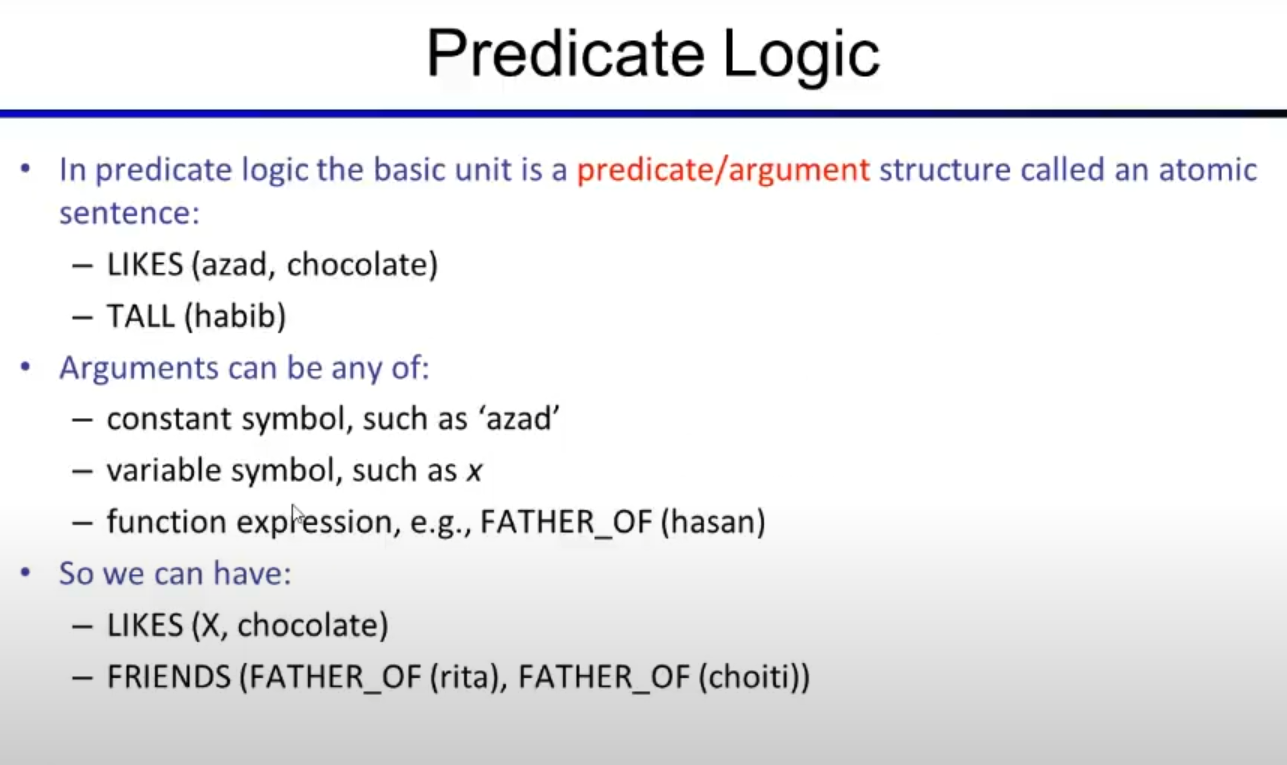 Predicate Logic
• In predicate logic the basic unit is a predicate/argument structure called an atomic
sentence:
– LIKES (azad, chocolate)
– TALL (habib)
• Arguments can be any of:
– constant symbol, such as ‘azad’
– variable symbol, such as x
– function expression, e.g., FATHER_OF (hasan)
• So we can have:
– LIKES (X, chocolate)
– FRIENDS (FATHER_OF (rita), FATHER_OF (choiti))